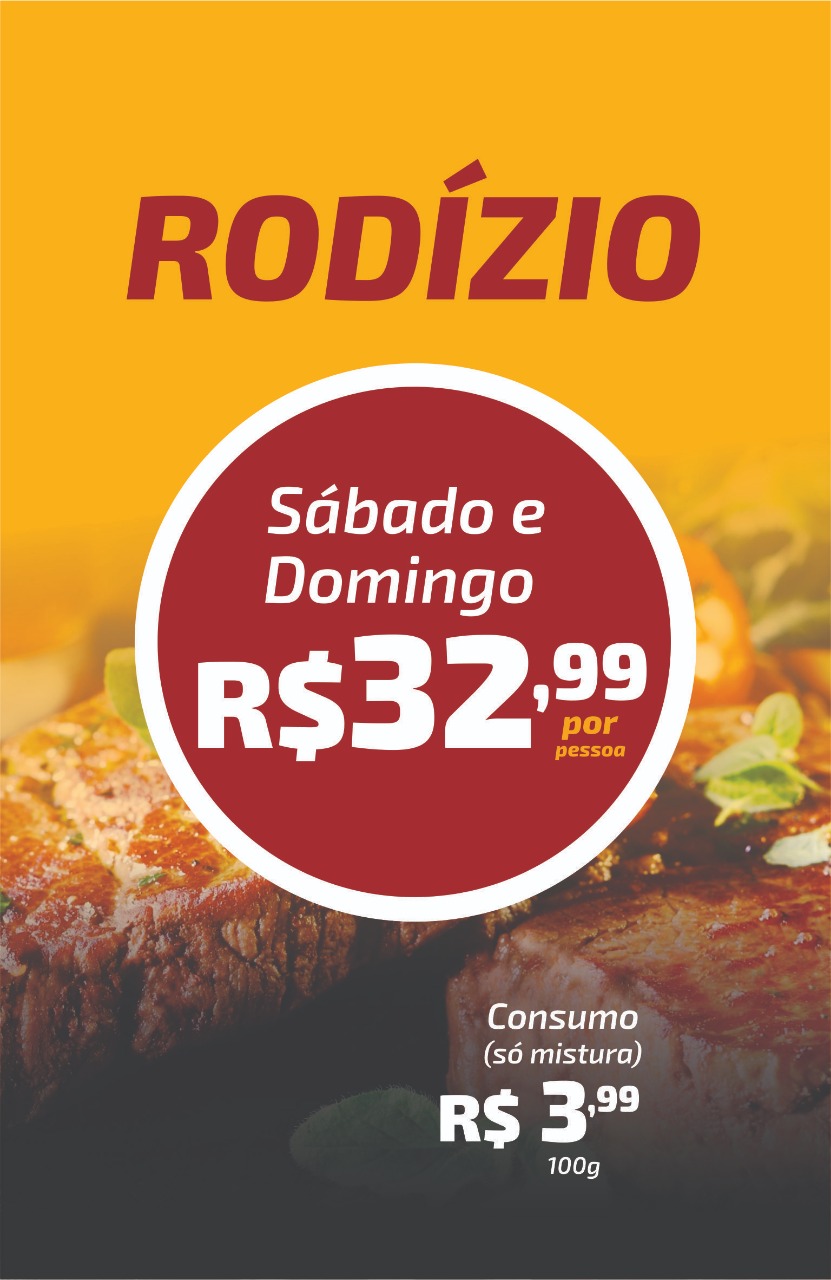 RODÍZIO
Sábado e
Domingo
R$32,99
por
pessoa
Consumo
(só mistura)
R$ 3,99
100g